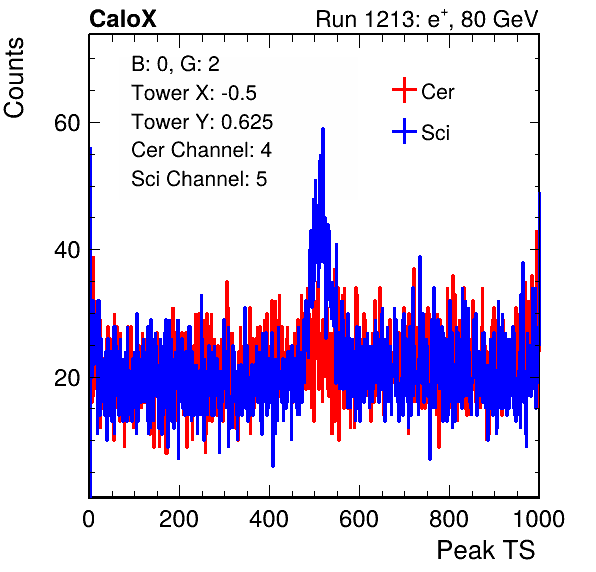 CaloX
Run 1213: e+, 80 GeV
Counts
B: 0, G: 2
Tower X: -0.5
Tower Y: 0.625
Cer Channel: 4
Sci Channel: 5
Cer
Sci
60
40
20
0 200 400 600 800 1000
Peak TS